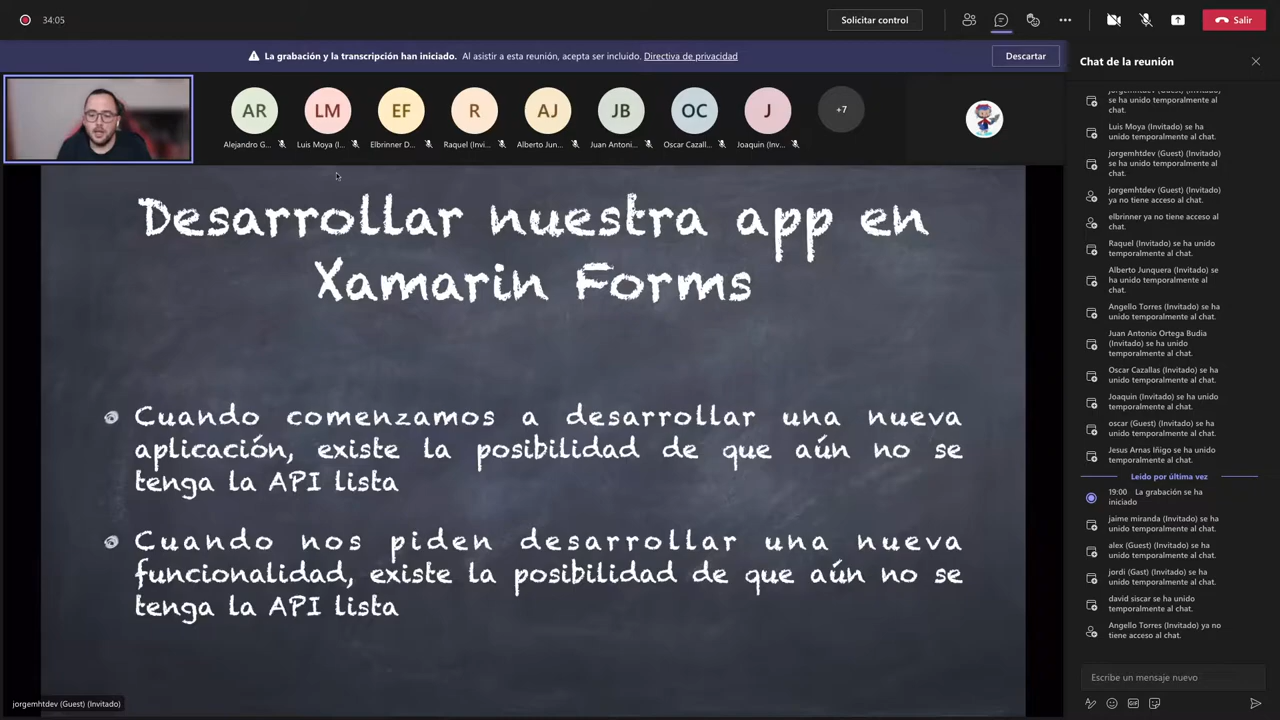 34:05
Solicitar control
Salir
La grabación y la transcripción han iniciado. Al asistir a esta reunión, acepta ser incluido. Directiva de privacidad
Descartar
Chat de la reunión
AR
LM
EF
R
AJ
JB
OC
J
+7
Alejandro G...
Luis Moya (I...
Elbrinner D...
Raquel (Invi...
Alberto Jun...
Juan Antoni...
Oscar Cazall...
Joaquin (Inv...
Desarrollar nuestra app en
Xamarin Forms
Cuando comenzamos a desarrollar una nueva
aplicación, existe la posibilidad de que aún no se
tenga la API lista
Cuando nos piden desarrollar una nueva
funcionalidad, existe la posibilidad de que aún no se
tenga la API lista
jorgemhtdev (Guest) (Invitado)
jorgemhtdev (Guest) (Invitado)
se ha unido temporalmente al
chat.
Luis Moya (Invitado) se ha
unido temporalmente al chat.
jorgemhtdev (Guest) (Invitado)
se ha unido temporalmente al
chat.
jorgemhtdev (Guest) (Invitado)
ya no tiene acceso al chat.
elbrinner ya no tiene acceso al
chat.
Raquel (Invitado) se ha unido
temporalmente al chat.
Alberto Junquera (Invitado) se
ha unido temporalmente al
chat.
Angello Torres (Invitado) se ha
unido temporalmente al chat.
Juan Antonio Ortega Budia
(Invitado) se ha unido
temporalmente al chat.
Oscar Cazallas (Invitado) se ha
unido temporalmente al chat.
Joaquin (Invitado) se ha unido
temporalmente al chat.
oscar (Guest) (Invitado) se ha
unido temporalmente al chat.
Jesus Arnas Iñigo se ha unido
temporalmente al chat.
Leído por última vez
19:00 La grabación se ha
iniciado
jaime miranda (Invitado) se ha
unido temporalmente al chat.
alex (Guest) (Invitado) se ha
unido temporalmente al chat.
jordi (Gast) (Invitado) se ha
unido temporalmente al chat.
david siscar se ha unido
temporalmente al chat.
Angello Torres (Invitado) ya no
tiene acceso al chat.
Escribe un mensaje nuevo